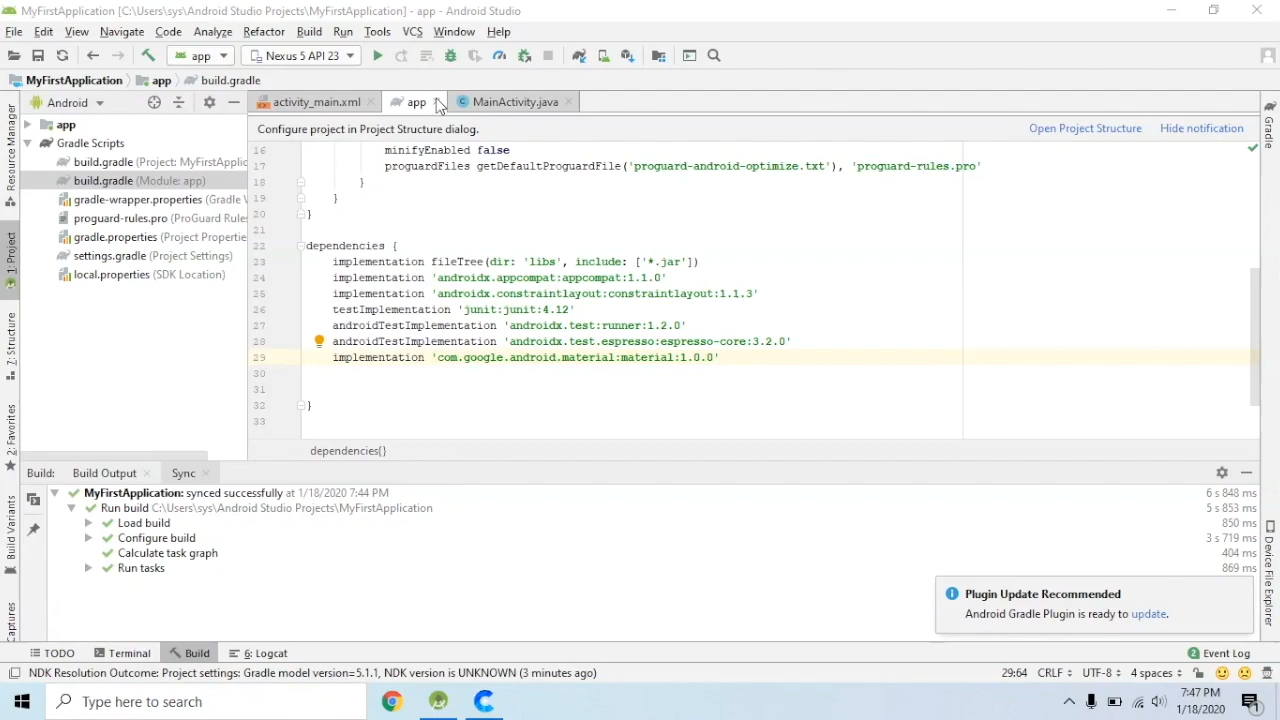 MyFirstApplication [C:\Users\sys\Android Studio Projects\MyFirstApplication] - app - Android Studio
File Edit View Navigate Code Analyze Refactor Build Run Tools VCS Window Help
app Nexus 5 API 23
MyFirstApplication app build.gradle
Android
activity_main.xml app MainActivity.java
Configure project in Project Structure dialog. Open Project Structure Hide notification
app
Gradle Scripts
build.gradle (Project: MyFirstApplic
build.gradle (Module: app)
gradle-wrapper.properties (Gradle V
proguard-rules.pro (ProGuard Rules
gradle.properties (Project Propertie
settings.gradle (Project Settings)
local.properties (SDK Location)
16 minifyEnabled false
17 proguardFiles getDefaultProguardFile('proguard-android-optimize.txt'), 'proguard-rules.pro'
18 }
19 }
20 }
21
22 dependencies {
23 implementation fileTree(dir: 'libs', include: ['*.jar'])
24 implementation 'androidx.appcompat:appcompat:1.1.0'
25 implementation 'androidx.constraintlayout:constraintlayout:1.1.3'
26 testImplementation 'junit:junit:4.12'
27 androidTestImplementation 'androidx.test:runner:1.2.0'
28 androidTestImplementation 'androidx.test.espresso:espresso-core:3.2.0'
29 implementation 'com.google.android.material:material:1.0.0'
30
31
32 }
33
dependencies{}
Resource Manager
1: Project
Z: Structure
2: Favorites
Build Variants
Captures
Gradle
Device File Explorer
Build: Build Output Sync
MyFirstApplication: synced successfully at 1/18/2020 7:44 PM 6 s 848 ms
Run build C:\Users\sys\Android Studio Projects\MyFirstApplication 5 s 853 ms
Load build 850 ms
Configure build 3 s 719 ms
Calculate task graph 404 ms
Run tasks 869 ms
Plugin Update Recommended
Android Gradle Plugin is ready to update.
TODO Terminal Build 6: Logcat 2 Event Log
NDK Resolution Outcome: Project settings: Gradle model version=5.1.1, NDK version is UNKNOWN (3 minutes ago) 29:64 CRLF UTF-8 4 spaces
Type here to search
7:47 PM
1/18/2020
1